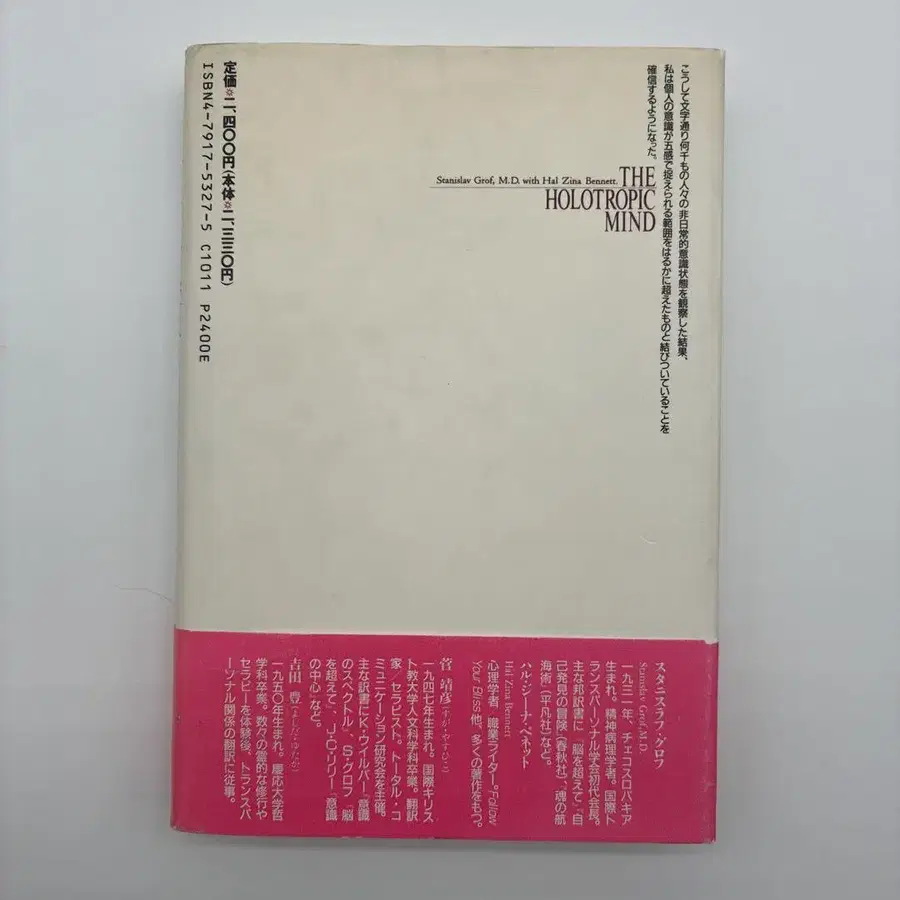 こうして文字通り何千もの人々の非日常的意識状態を観察した結果、
私は個人の意識が五感で捉えられる範囲をはるかに超えたものと結びついていることを
確信するようになった。
Stanislav Grof, M.D. with Hal Zina Bennett.
THE
HOLOTROPIC
MIND
定価※二、四〇〇円(本体※二、三三〇円)
ISBN4-7917-5327-5 C1011 P2400E
スタニスラフ・グロフ
Stanislav Grof, M.D.
一九三一年、チェコスロバキア
生まれ。精神病理学者。国際ト
ランスパーソナル学会初代会長。
主な邦訳書に『脳を超えて』『自
己発見の冒険』(春秋社)、『魂の航
海術』(平凡社)など。
ハル・ジーナ・ベネット
Hal Zina Bennett
心理学者、職業ライター。Follow
Your Bliss他、多くの著作をもつ。
菅 靖彦(すが・やすひこ)
一九四七年生まれ。国際キリス
ト教大学人文科学科卒業。翻訳
家/セラピスト。トータル・コ
ミュニケーション研究会を主催。
主な訳書にK・ウィルバー『意識
のスペクトル』、S・グロフ『脳
を超えて』、J・C・リリー『意識
の中心』など。
吉田 豊(よしだ・ゆたか)
一九五〇年生まれ。慶応大学哲
学科卒業。数々の霊的な修行や
セラピーを体験後、トランスパ
ーソナル関係の翻訳に従事。